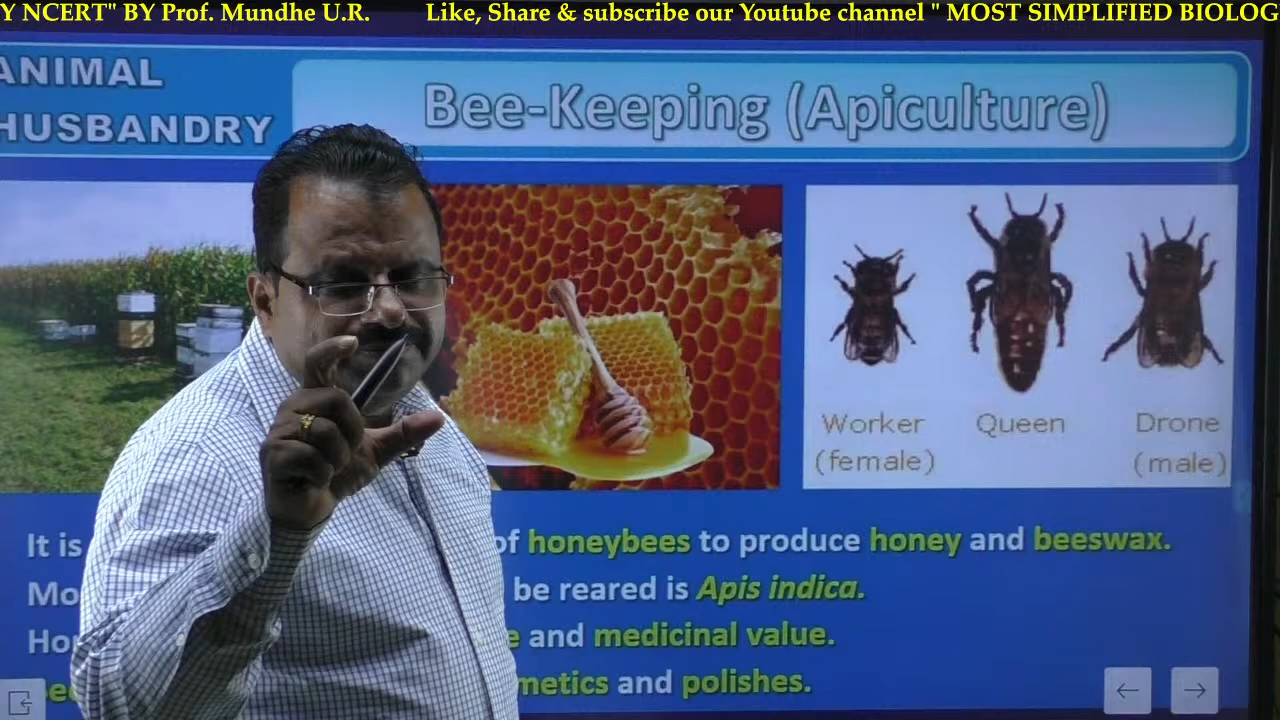 Y NCERT" BY Prof. Mundhe U.R. Like, Share & subscribe our Youtube channel " MOST SIMPLIFIED BIOLOG
ANIMAL
HUSBANDRY
Bee-Keeping (Apiculture)
Worker
(female)
Queen
Drone
(male)
It is of honeybees to produce honey and beeswax.
Mo be reared is Apis indica.
Ho e and medicinal value.
ee metics and polishes.